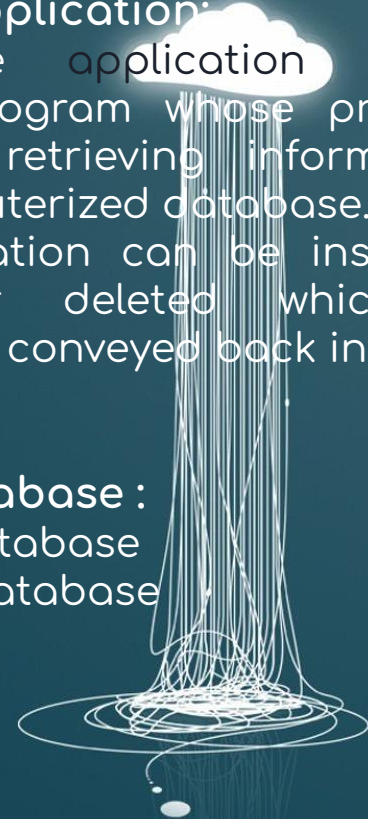 plication:
e application
ogram whose pr
retrieving inform
uterized database.
ation can be ins
r deleted whic
conveyed back in
abase :
tabase
atabase